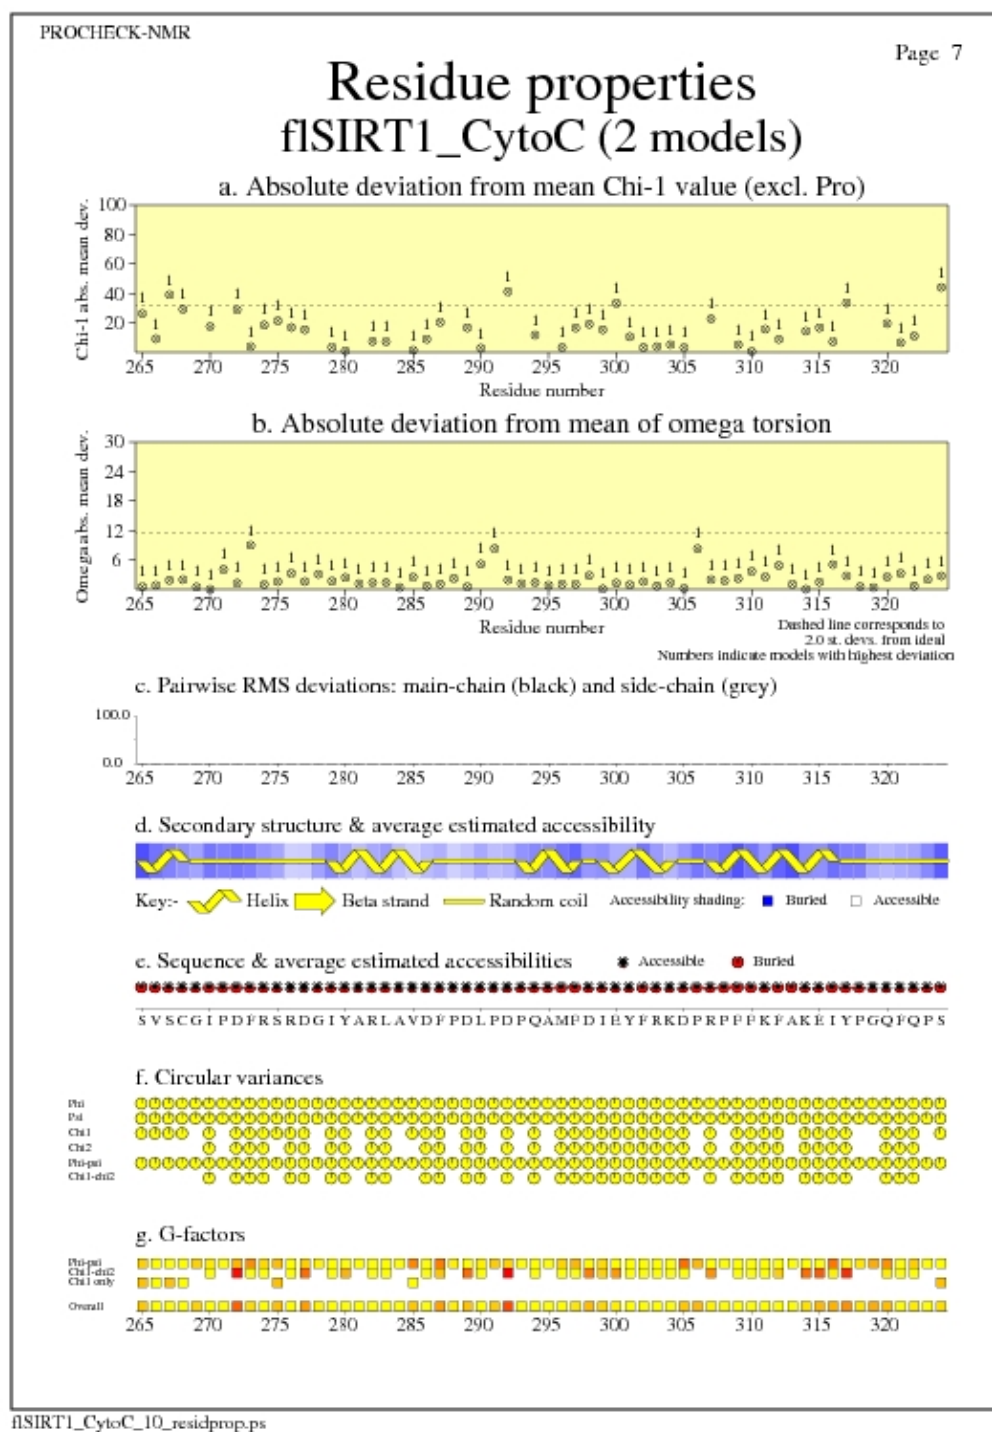 PROCHECK-NMR
Page 7
Residue properties
flSIRT1_CytoC (2 models)
a. Absolute deviation from mean Chi-1 value (excl. Pro)
Chi-1 abs. mean dev.
100
80
60
40
20
265 270 275 280 285 290 295 300 305 310 315 320
Residue number
b. Absolute deviation from mean of omega torsion
Omega abs. mean dev.
30
24
18
12
6
265 270 275 280 285 290 295 300 305 310 315 320
Residue number
Dashed line corresponds to
2.0 st. devs. from ideal
Numbers indicate models with highest deviation
c. Pairwise RMS deviations: main-chain (black) and side-chain (grey)
100.0
0.0
265 270 275 280 285 290 295 300 305 310 315 320
d. Secondary structure & average estimated accessibility
Key:- Helix Beta strand Random coil Accessibility shading: Buried Accessible
e. Sequence & average estimated accessibilities Accessible Buried
S V S C G I P D F R S R D G I Y A R L A V D F P D L P D P Q A M F D I E Y F R K D P R P F F K F A K E I Y P G Q F Q P S
f. Circular variances
Phi
Psi
Chi1
Chi2
Phi-psi
Chi1-chi2
g. G-factors
Phi-psi
Chi1-chi2
Chi1 only
Overall
265 270 275 280 285 290 295 300 305 310 315 320
flSIRT1_CytoC_10_residprop.ps